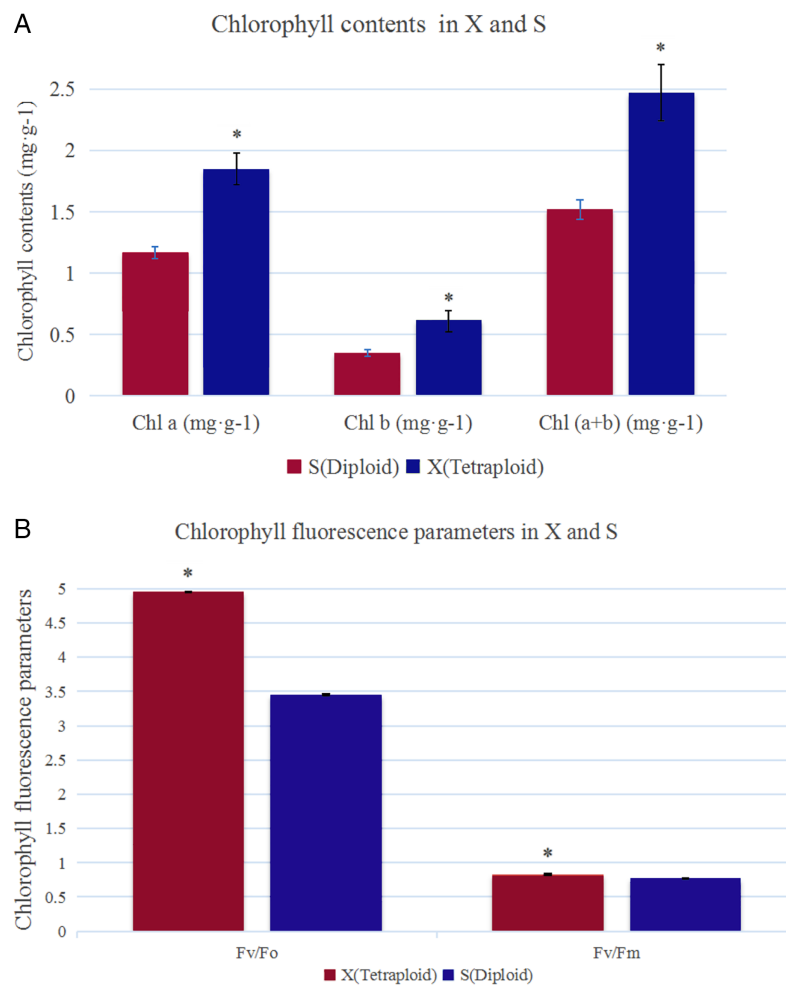 A
Chlorophyll contents in X and S
Chlorophyll contents (mg·g-1)
2.5
2
1.5
1
0.5
0
*
*
*
Chl a (mg·g-1) Chl b (mg·g-1) Chl (a+b) (mg·g-1)
S(Diploid) X(Tetraploid)
B
Chlorophyll fluorescence parameters in X and S
Chlorophyll fluorescence parameters
5
4.5
4
3.5
3
2.5
2
1.5
1
0.5
0
*
*
Fv/Fo Fv/Fm
X(Tetraploid) S(Diploid)